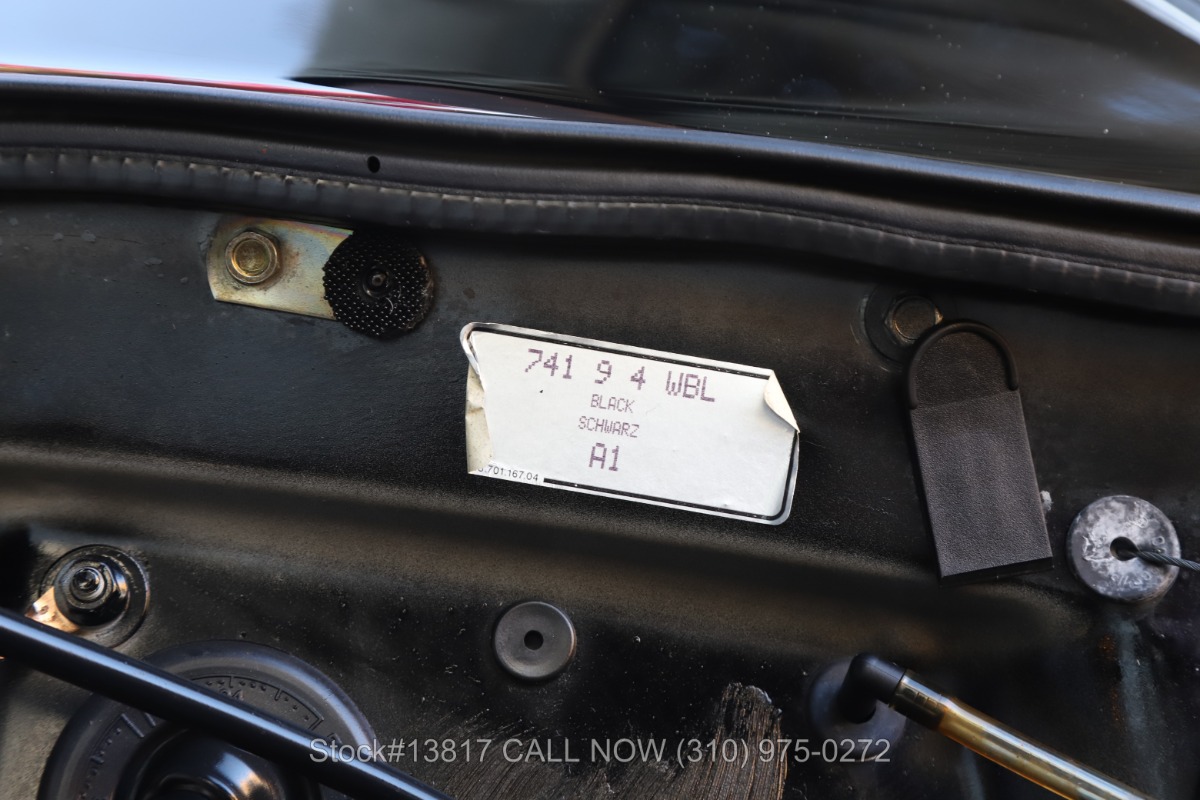 741 9 4 WBL
BLACK
SCHWARZ
A1
.701.167.04
Stock#13817 CALL NOW (310) 975-0272